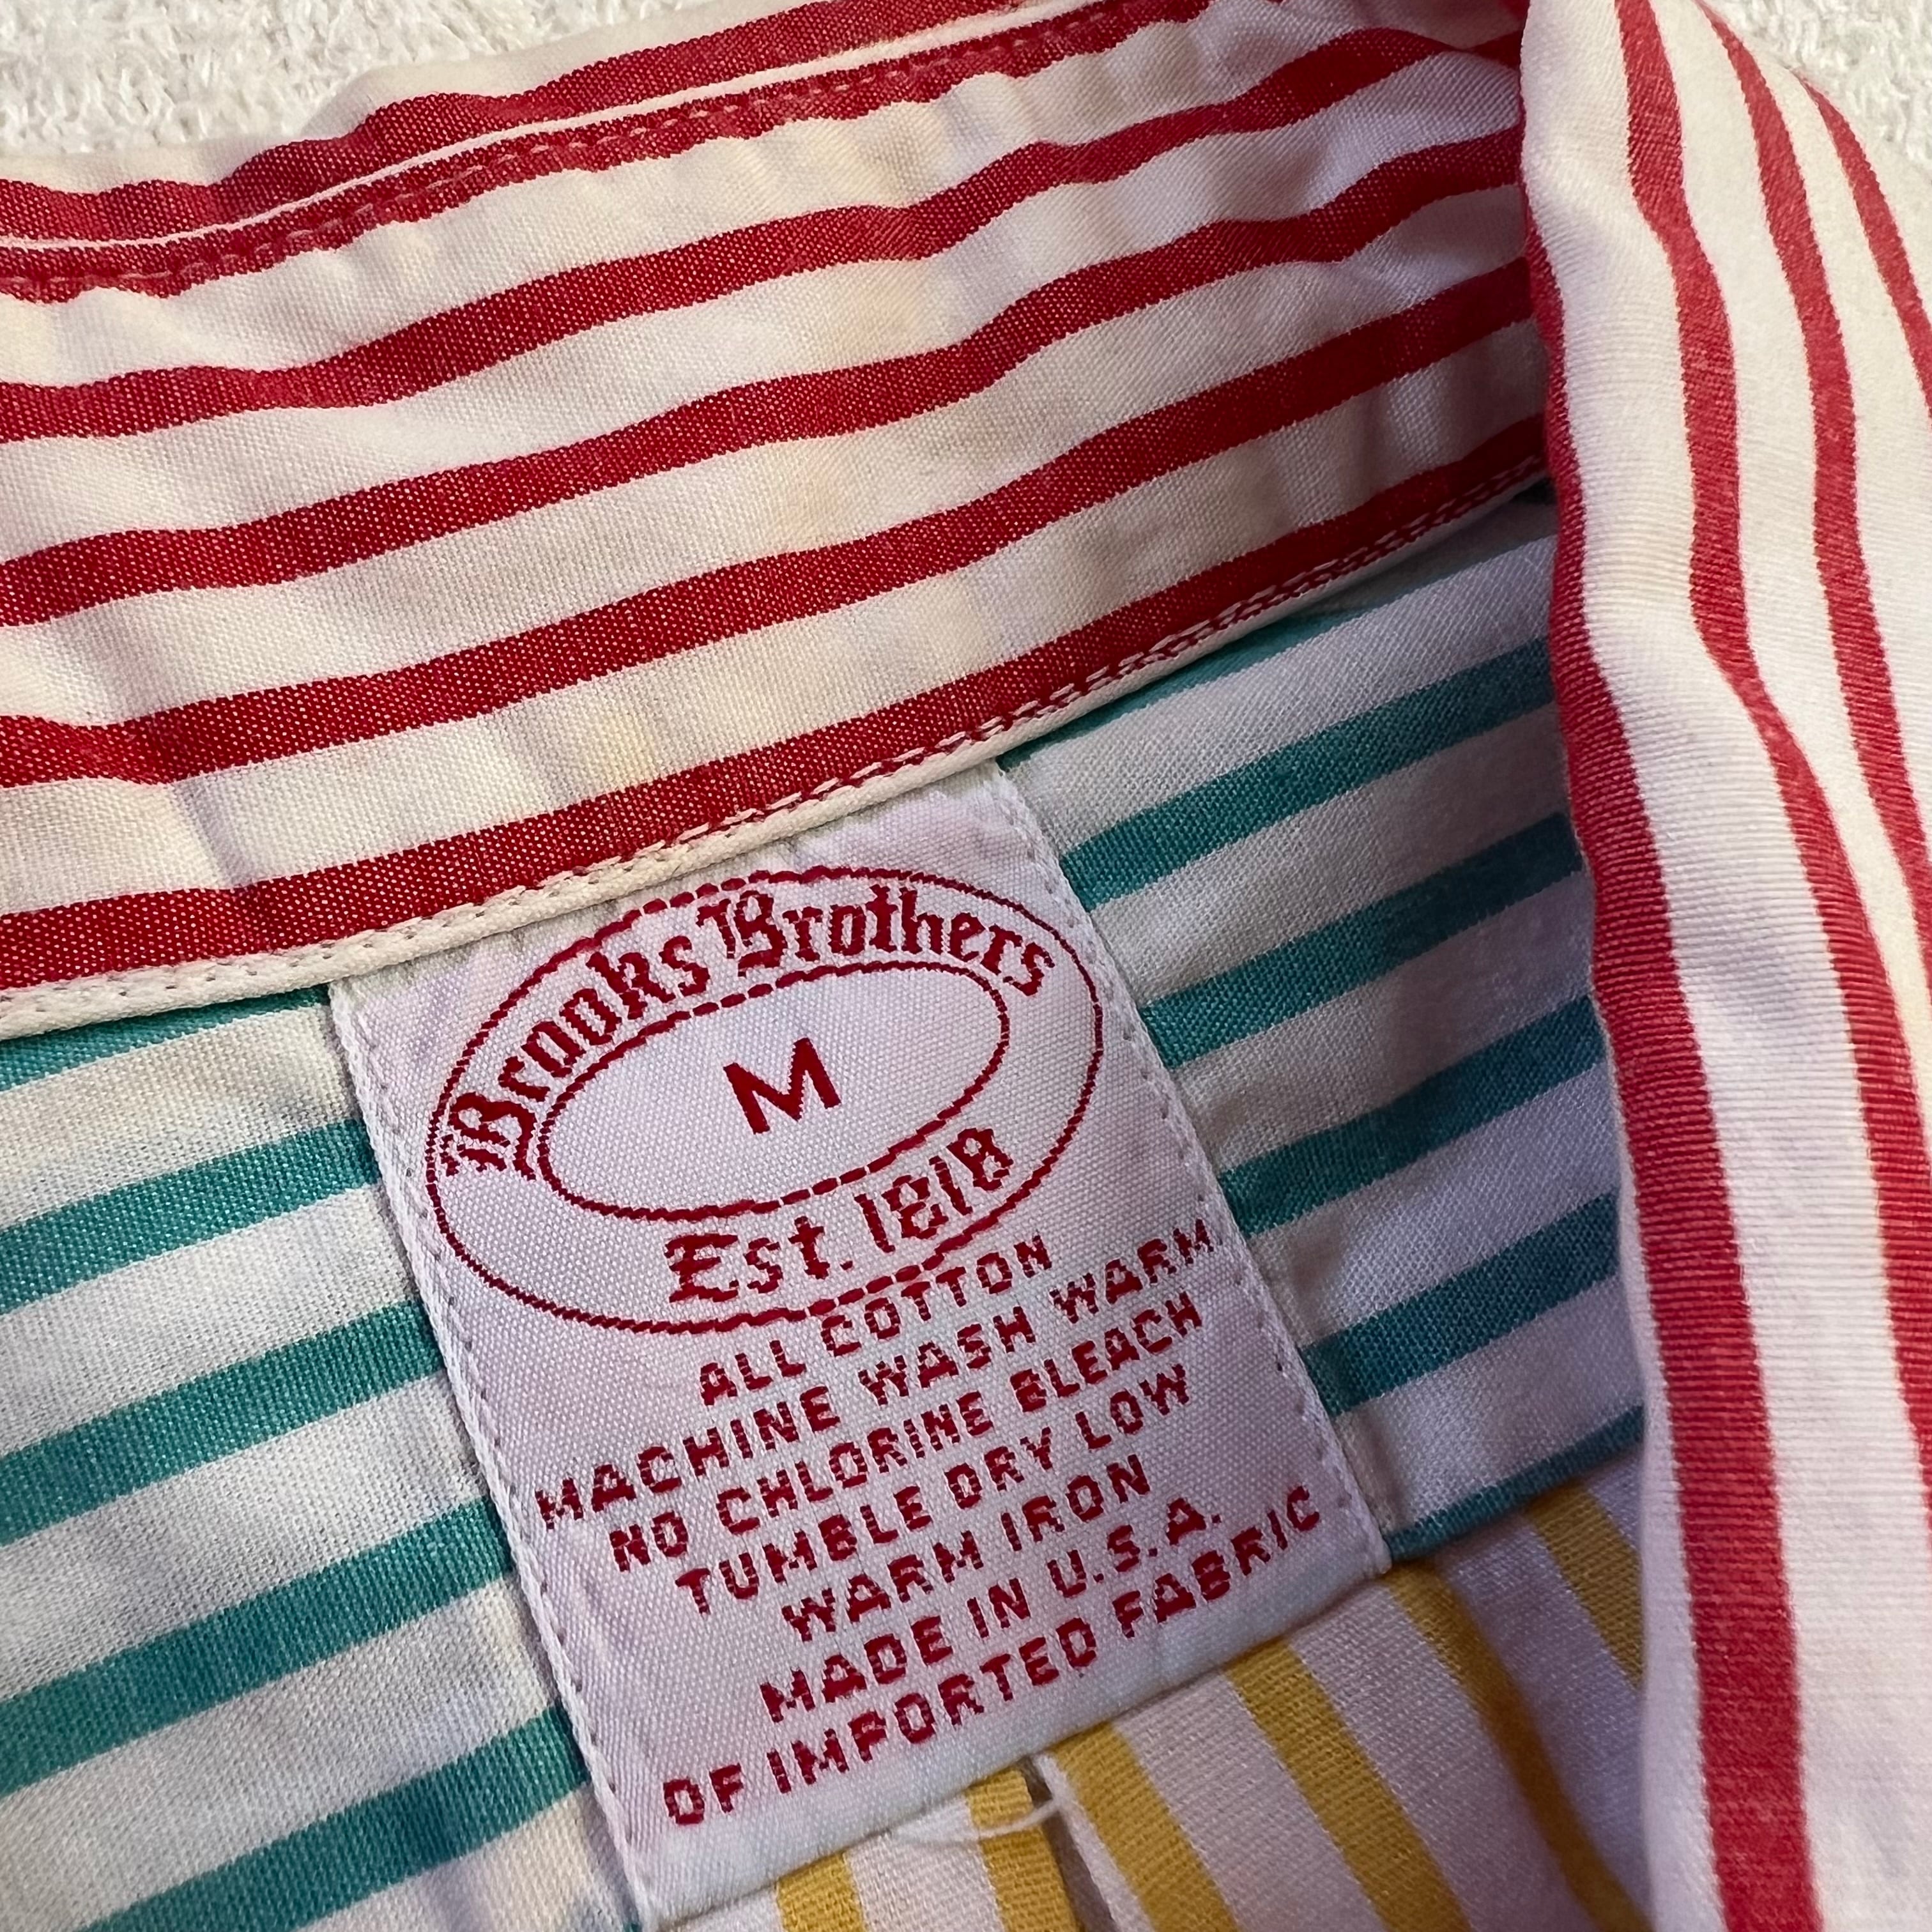 Brooks Brothers
M
Est. 1818
ALL COTTON
MACHINE WASH WARM
NO CHLORINE BLEACH
TUMBLE DRY LOW
WARM IRON
MADE IN U.S.A.
OF IMPORTED FABRIC